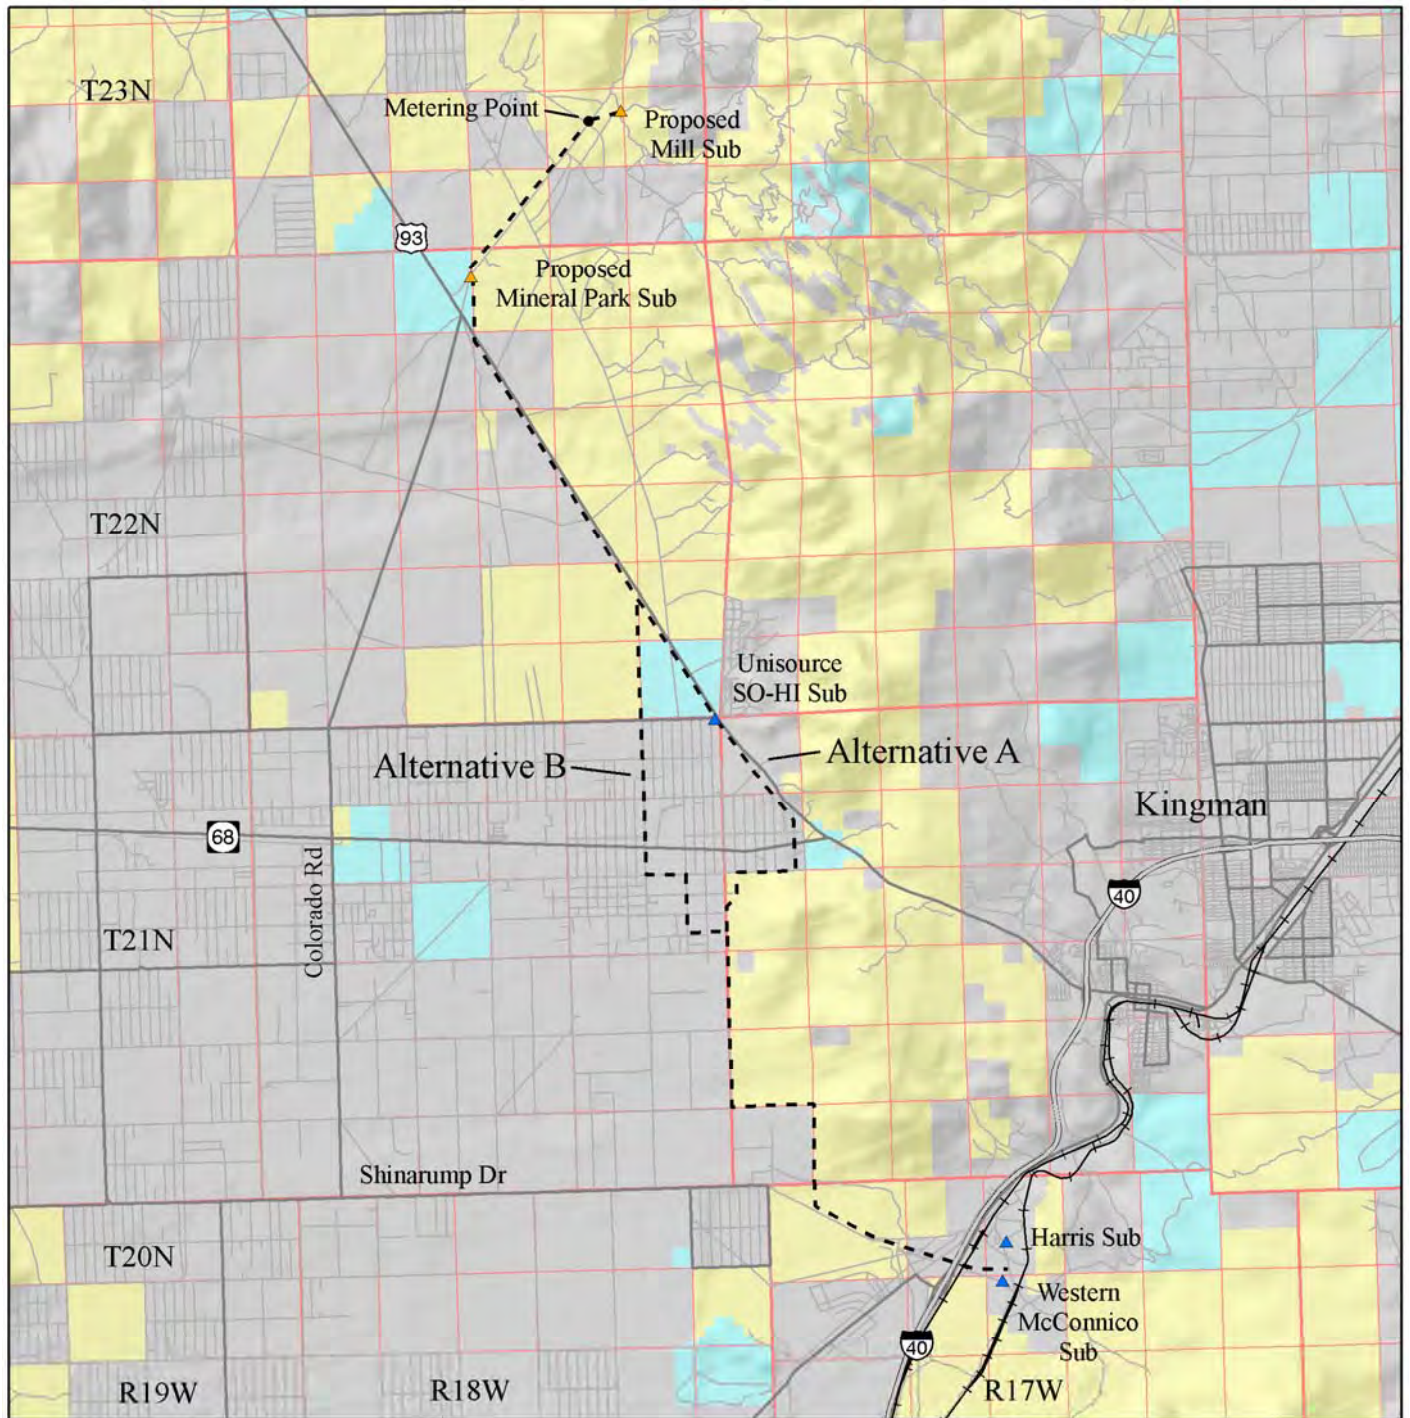 T23N
Metering Point
Proposed
Mill Sub
93
Proposed
Mineral Park Sub
T22N
Unisource
SO-HI Sub
Alternative B
Alternative A
Kingman
68
Colorado Rd
40
T21N
Shinarump Dr
Harris Sub
T20N
Western
McConnico
Sub
40
R19W
R18W
R17W